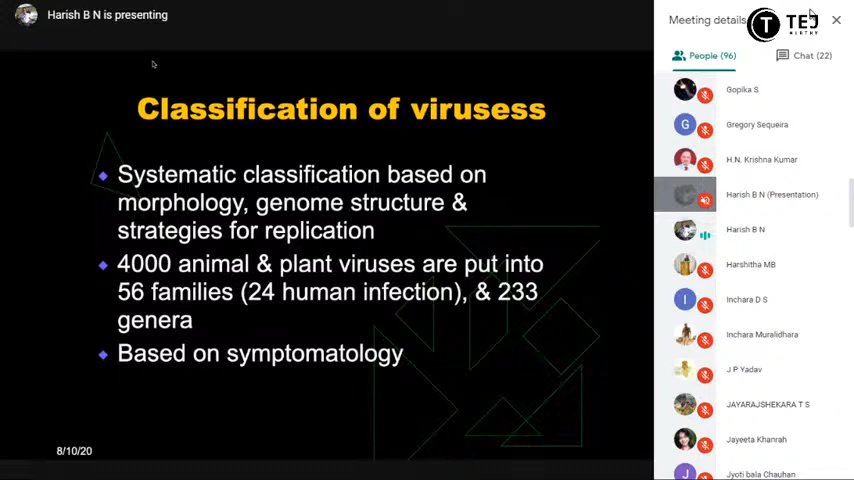 Harish B N is presenting
Classification of virusess
Systematic classification based on
morphology, genome structure &
strategies for replication
4000 animal & plant viruses are put into
56 families (24 human infection), & 233
genera
Based on symptomatology
8/10/20
Meeting details
T TEJ
People (96)
Chat (22)
Gopika S
G Gregory Sequeira
H.N. Krishna Kumar
Harish B N (Presentation)
Harish B N
Harshitha MB
I Inchara D S
Inchara Muralidhara
J P Yadav
JAYARAJSHEKARA T S
Jayeeta Khanrah
J Jyoti bala Chauhan